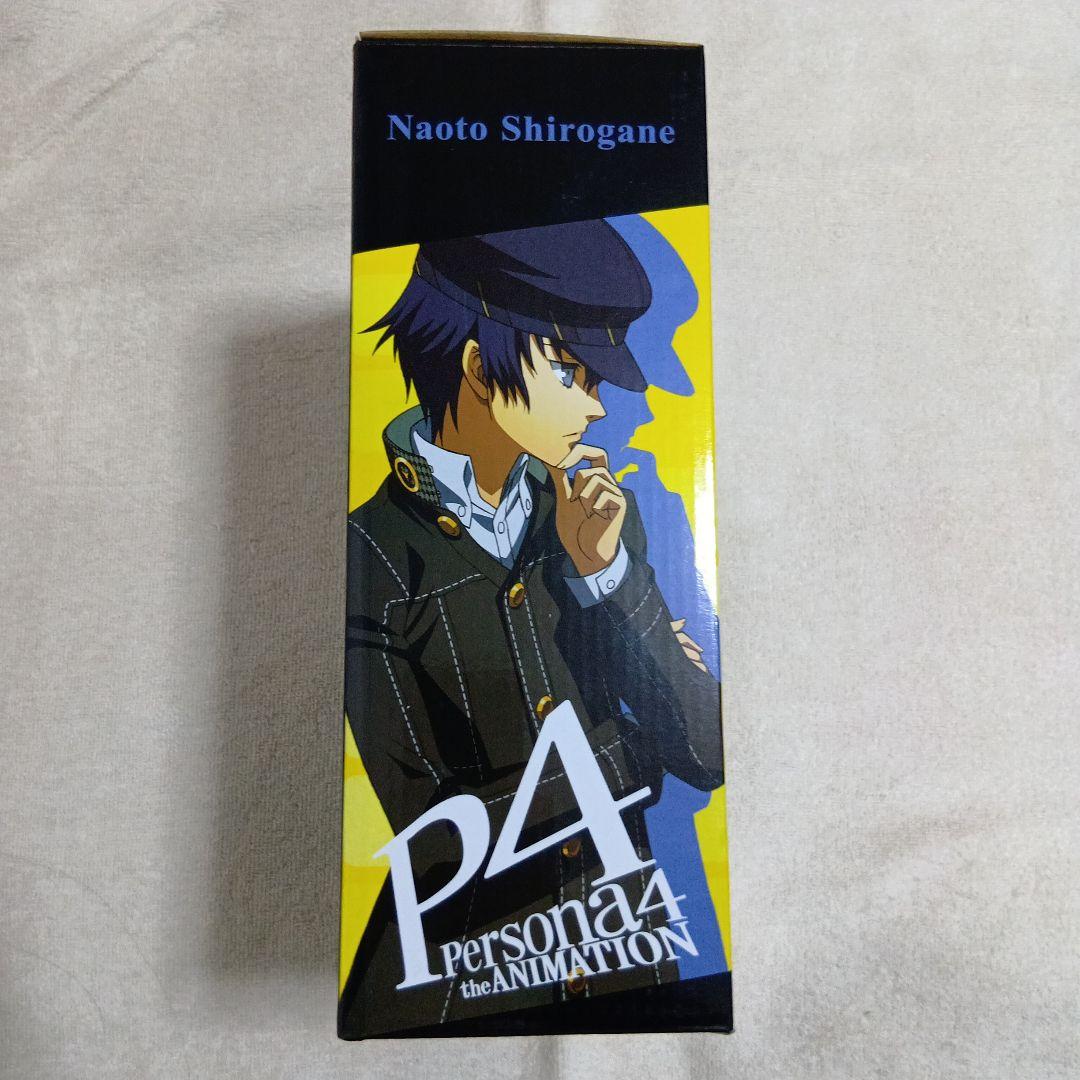 Naoto Shirogane
P4
Persona4
the ANIMATION